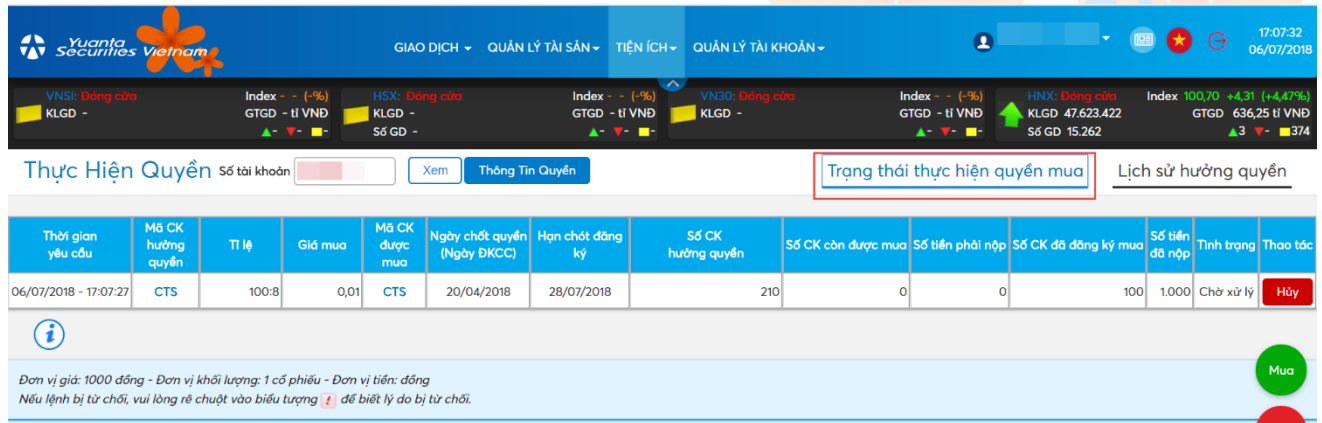 Yuanta
Securities Vietnam
GIAO DỊCH QUẢN LÝ TÀI SẢN TIỆN ÍCH QUẢN LÝ TÀI KHOẢN
17:07:32
06/07/2018
VNSI: Đóng cửa Index - - (-%) HSX: Đóng cửa Index - - (-%) VN30: Đóng cửa Index - - (-%) HNX: Đóng cửa Index 100,70 +4,31 (+4,47%)
KLGD - GTGD - tỉ VNĐ KLGD - GTGD - tỉ VNĐ KLGD - GTGD - tỉ VNĐ KLGD 47.623.422 GTGD 636,25 tỉ VNĐ
▲- ▼- ■- Số GD - ▲- ▼- ■- ▲- ▼- ■- Số GD 15.262 ▲3 ▼- ■374
Thực Hiện Quyền Số tài khoản Xem Thông Tin Quyền Trạng thái thực hiện quyền mua Lịch sử hưởng quyền
Thời gian yêu cầu Mã CK hưởng quyền Tỉ lệ Giá mua Mã CK được mua Ngày chốt quyền (Ngày ĐKCC) Hạn chót đăng ký Số CK hưởng quyền Số CK còn được mua Số tiền phải nộp Số CK đã đăng ký mua Số tiền đã nộp Tình trạng Thao tác
06/07/2018 - 17:07:27 CTS 100:8 0,01 CTS 20/04/2018 28/07/2018 210 0 0 100 1.000 Chờ xử lý Hủy
i
Đơn vị giá: 1000 đồng - Đơn vị khối lượng: 1 cổ phiếu - Đơn vị tiền: đồng
Nếu lệnh bị từ chối, vui lòng rê chuột vào biểu tượng ! để biết lý do bị từ chối.
Mua